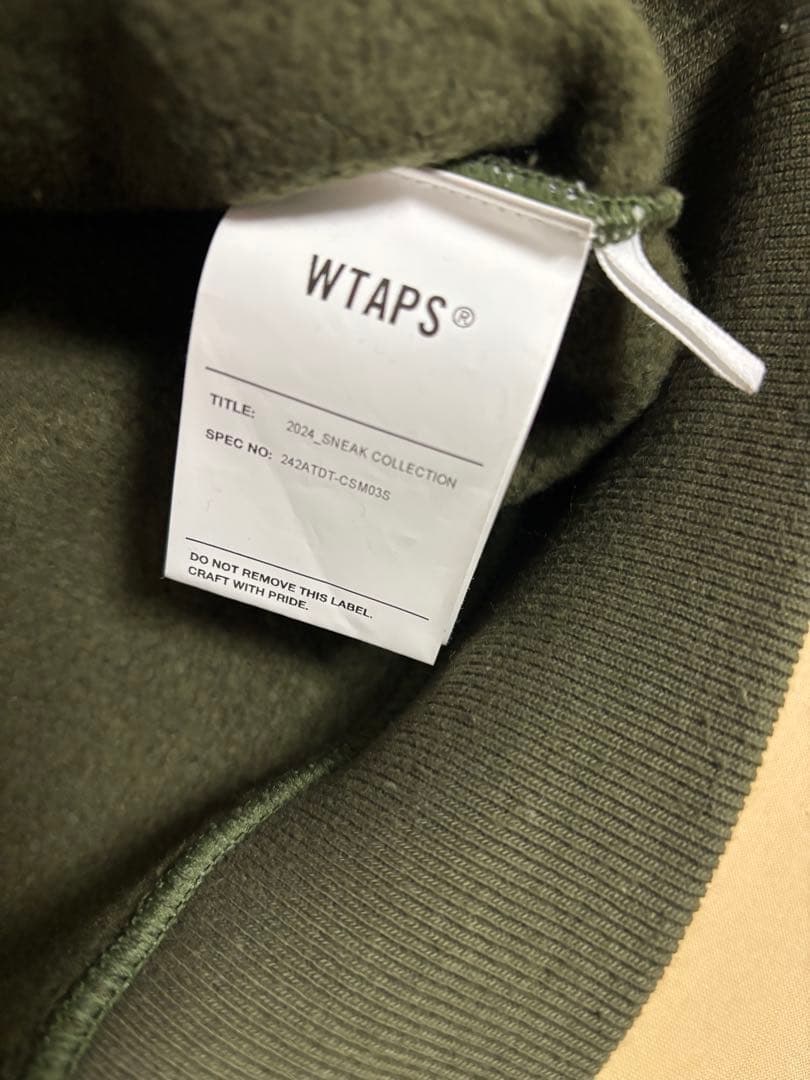 WTAPS®
TITLE: 2024_SNEAK COLLECTION
SPEC NO: 242ATDT-CSM03S
DO NOT REMOVE THIS LABEL.
CRAFT WITH PRIDE.